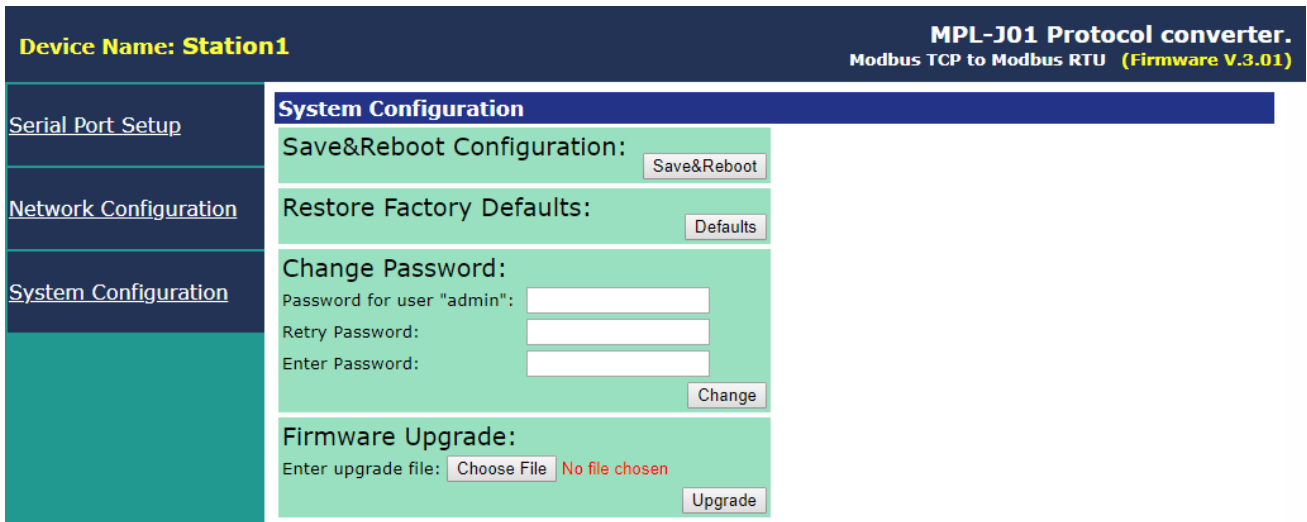 Device Name: Station1
MPL-J01 Protocol converter.
Modbus TCP to Modbus RTU (Firmware V.3.01)
Serial Port Setup
Network Configuration
System Configuration
System Configuration
Save&Reboot Configuration:
Save&Reboot
Restore Factory Defaults:
Defaults
Change Password:
Password for user "admin":
Retry Password:
Enter Password:
Change
Firmware Upgrade:
Enter upgrade file: Choose File No file chosen
Upgrade